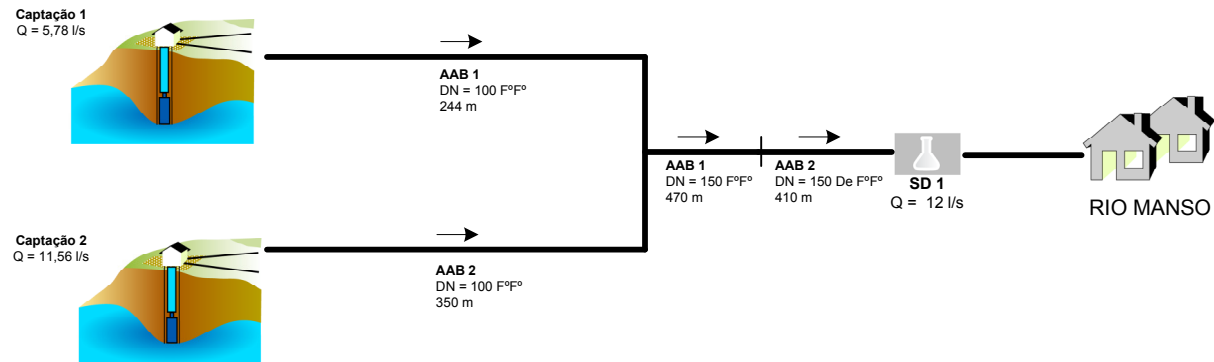 Captação 1
Q = 5,78 l/s
AAB 1
DN = 100 FºFº
244 m
AAB 1
DN = 150 FºFº
470 m
AAB 2
DN = 150 De FºFº
410 m
SD 1
Q = 12 l/s
RIO MANSO
Captação 2
Q = 11,56 l/s
AAB 2
DN = 100 FºFº
350 m